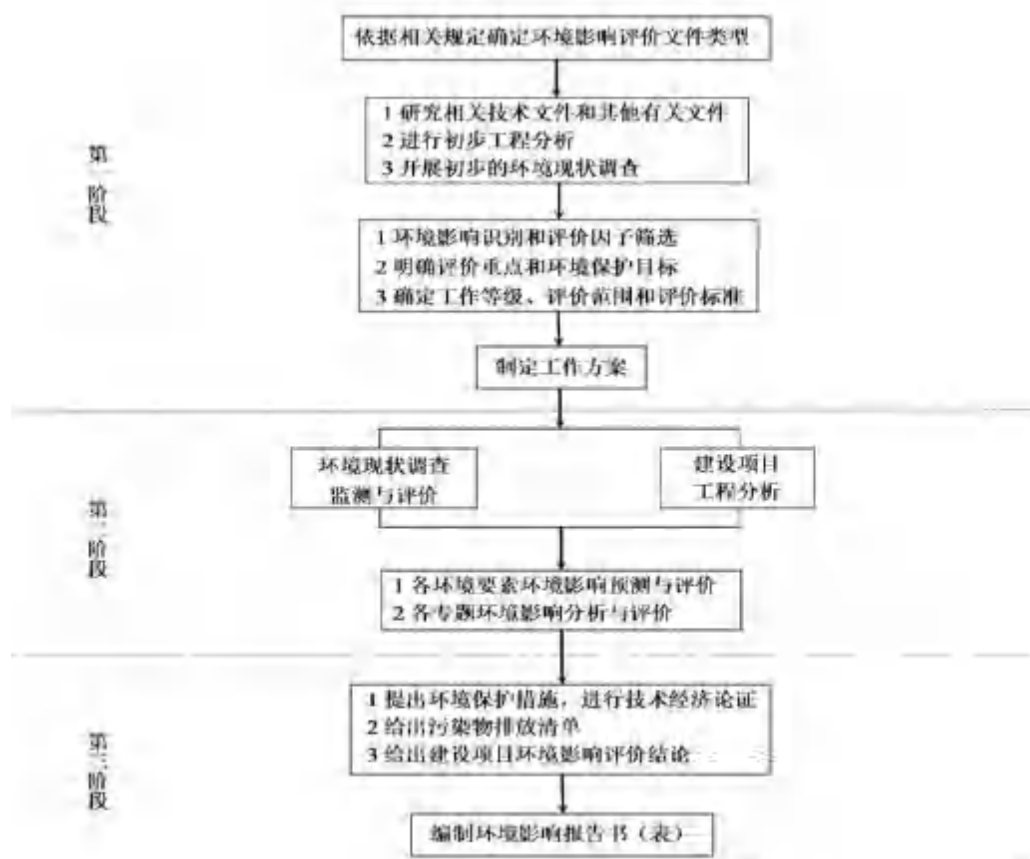 依据相关规定确定环境影响评价文件类型
1 研究相关技术文件和其他有关文件
2 进行初步工程分析
3 开展初步的环境现状调查
第一阶段
1 环境影响识别和评价因子筛选
2 明确评价重点和环境保护目标
3 确定工作等级、评价范围和评价标准
制定工作方案
环境现状调查
监测与评价
建设项目
工程分析
第二阶段
1 各环境要素环境影响预测与评价
2 各专题环境影响分析与评价
1 提出环境保护措施，进行技术经济论证
2 给出污染物排放清单
3 给出建设项目环境影响评价结论
第三阶段
编制环境影响报告书（表）